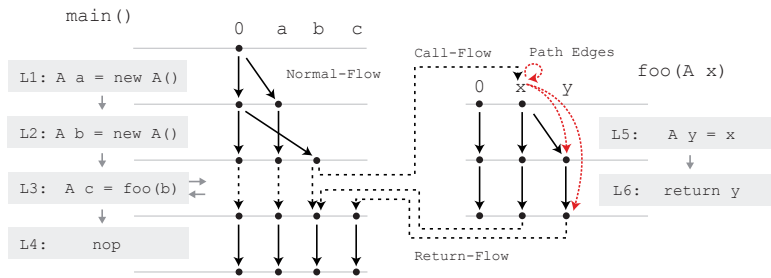 main()
0 a b c
L1: A a = new A()
L2: A b = new A()
L3: A c = foo(b)
L4: nop
Normal-Flow
Call-Flow
Path Edges
foo(A x)
0 x y
L5: A y = x
L6: return y
Return-Flow